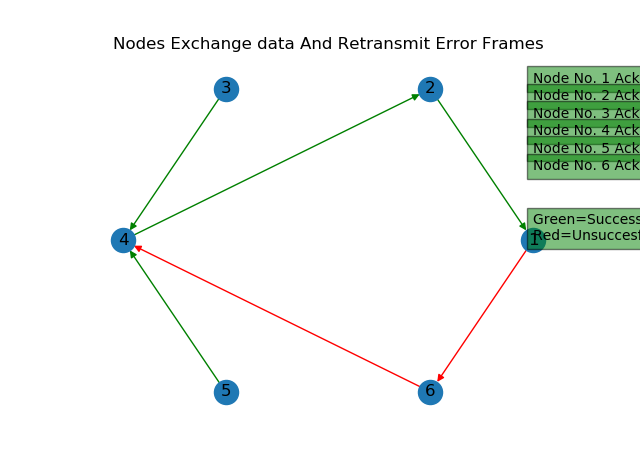 Nodes Exchange data And Retransmit Error Frames
3
2
Node No. 1 Ack
Node No. 2 Ack
Node No. 3 Ack
Node No. 4 Ack
Node No. 5 Ack
Node No. 6 Ack
Green=Success
Red=Unsuccesf
4
1
5
6